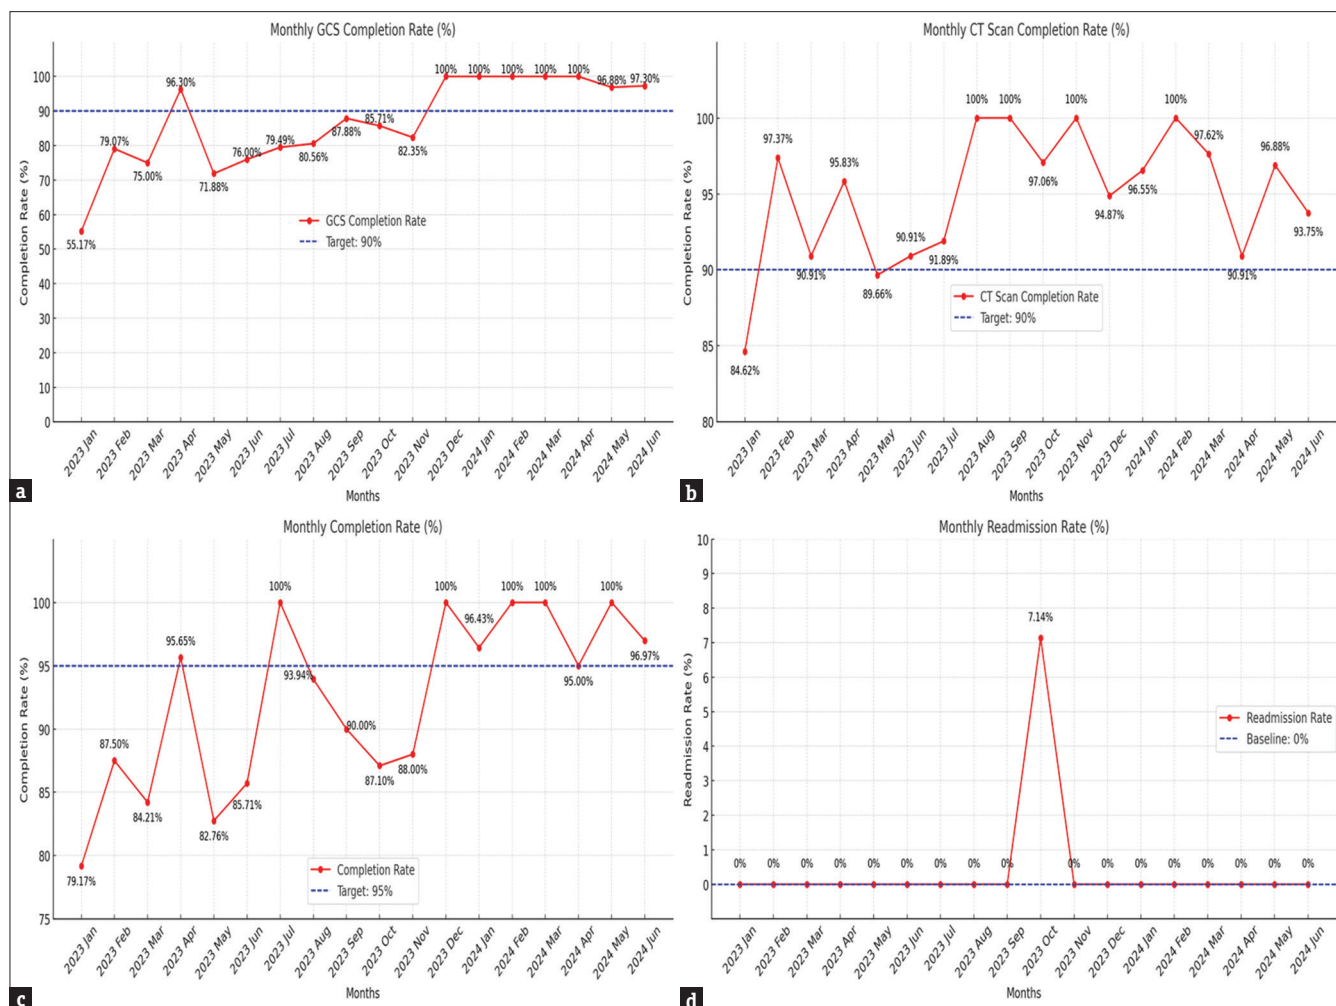 Monthly GCS Completion Rate (%)
Completion Rate (%)
100
90
80
70
60
50
40
30
20
10
0
55.17%
79.07%
75.00%
96.30%
71.88%
76.00%
79.49%
80.56%
87.88%
85.71%
82.35%
100%
100%
100%
100%
100%
96.88%
97.30%
GCS Completion Rate
Target: 90%
2023 Jan
2023 Feb
2023 Mar
2023 Apr
2023 May
2023 Jun
2023 Jul
2023 Aug
2023 Sep
2023 Oct
2023 Nov
2023 Dec
2024 Jan
2024 Feb
2024 Mar
2024 Apr
2024 May
2024 Jun
Months
a
Monthly CT Scan Completion Rate (%)
Completion Rate (%)
100
95
90
85
80
84.62%
97.37%
90.91%
95.83%
89.66%
90.91%
91.89%
100%
100%
97.06%
100%
94.87%
96.55%
100%
97.62%
90.91%
96.88%
93.75%
CT Scan Completion Rate
Target: 90%
2023 Jan
2023 Feb
2023 Mar
2023 Apr
2023 May
2023 Jun
2023 Jul
2023 Aug
2023 Sep
2023 Oct
2023 Nov
2023 Dec
2024 Jan
2024 Feb
2024 Mar
2024 Apr
2024 May
2024 Jun
Months
b
Monthly Completion Rate (%)
Completion Rate (%)
100
95
90
85
80
75
79.17%
87.50%
84.21%
95.65%
82.76%
85.71%
100%
93.94%
90.00%
87.10%
88.00%
100%
96.43%
100%
100%
95.00%
100%
96.97%
Completion Rate
Target: 95%
2023 Jan
2023 Feb
2023 Mar
2023 Apr
2023 May
2023 Jun
2023 Jul
2023 Aug
2023 Sep
2023 Oct
2023 Nov
2023 Dec
2024 Jan
2024 Feb
2024 Mar
2024 Apr
2024 May
2024 Jun
Months
c
Monthly Readmission Rate (%)
Readmission Rate (%)
10
9
8
7
6
5
4
3
2
1
0
0%
0%
0%
0%
0%
0%
0%
0%
0%
7.14%
0%
0%
0%
0%
0%
0%
0%
0%
Readmission Rate
Baseline: 0%
2023 Jan
2023 Feb
2023 Mar
2023 Apr
2023 May
2023 Jun
2023 Jul
2023 Aug
2023 Sep
2023 Oct
2023 Nov
2023 Dec
2024 Jan
2024 Feb
2024 Mar
2024 Apr
2024 May
2024 Jun
Months
d